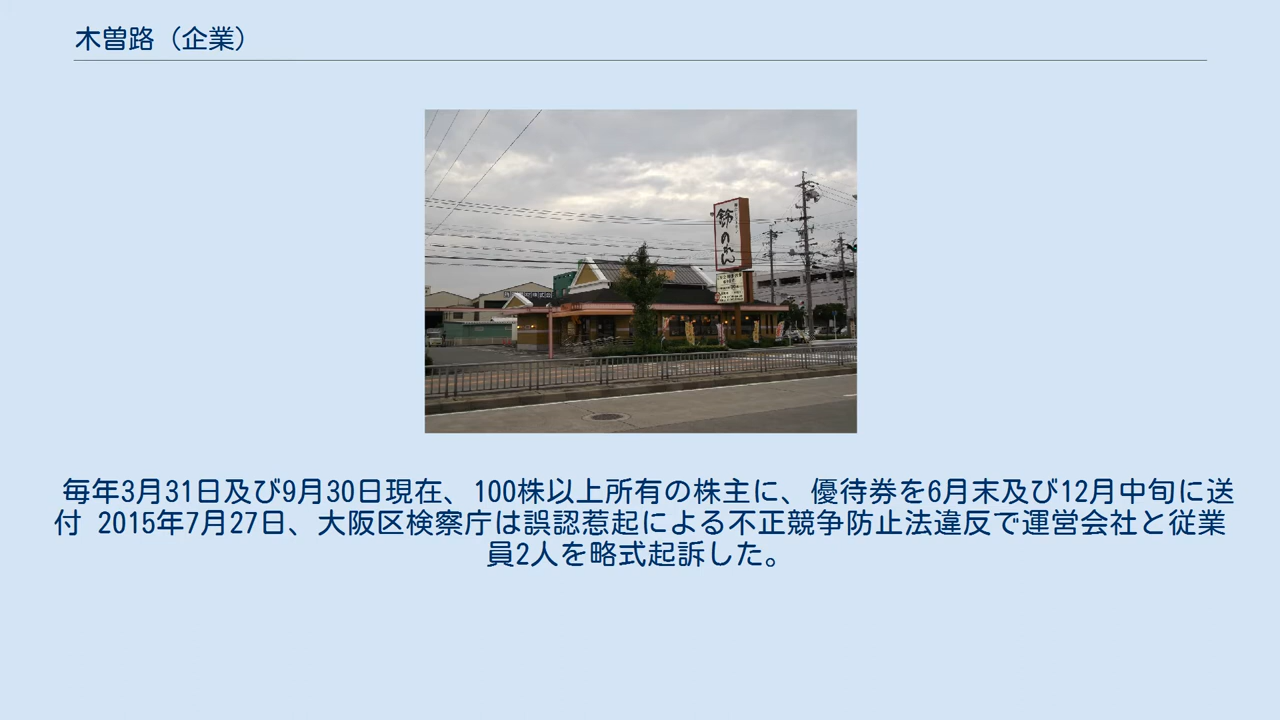 木曽路（企業）
鈴のれん
毎年3月31日及び9月30日現在、100株以上所有の株主に、優待券を6月末及び12月中旬に送
付 2015年7月27日、大阪区検察庁は誤認惹起による不正競争防止法違反で運営会社と従業
員2人を略式起訴した。